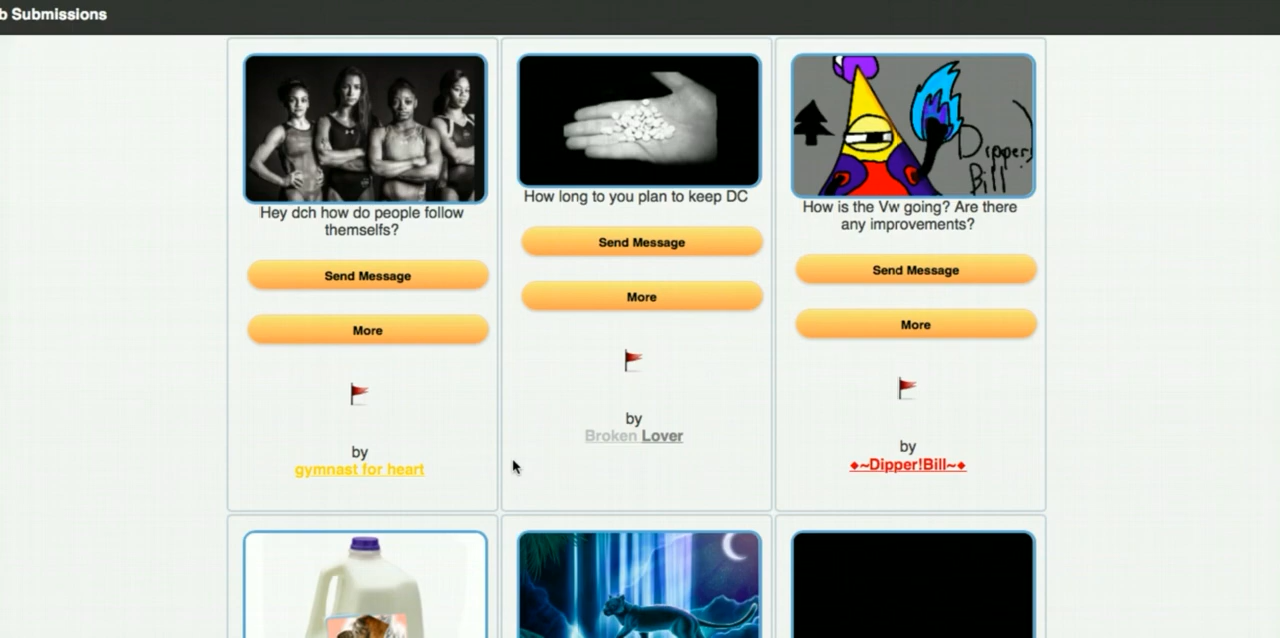 b Submissions
Hey dch how do people follow
themselfs?
Send Message
More
by
gymnast for heart
How long to you plan to keep DC
Send Message
More
by
Broken Lover
Dipper!
Bill
How is the Vw going? Are there
any improvements?
Send Message
More
by
◆~Dipper!Bill~◆